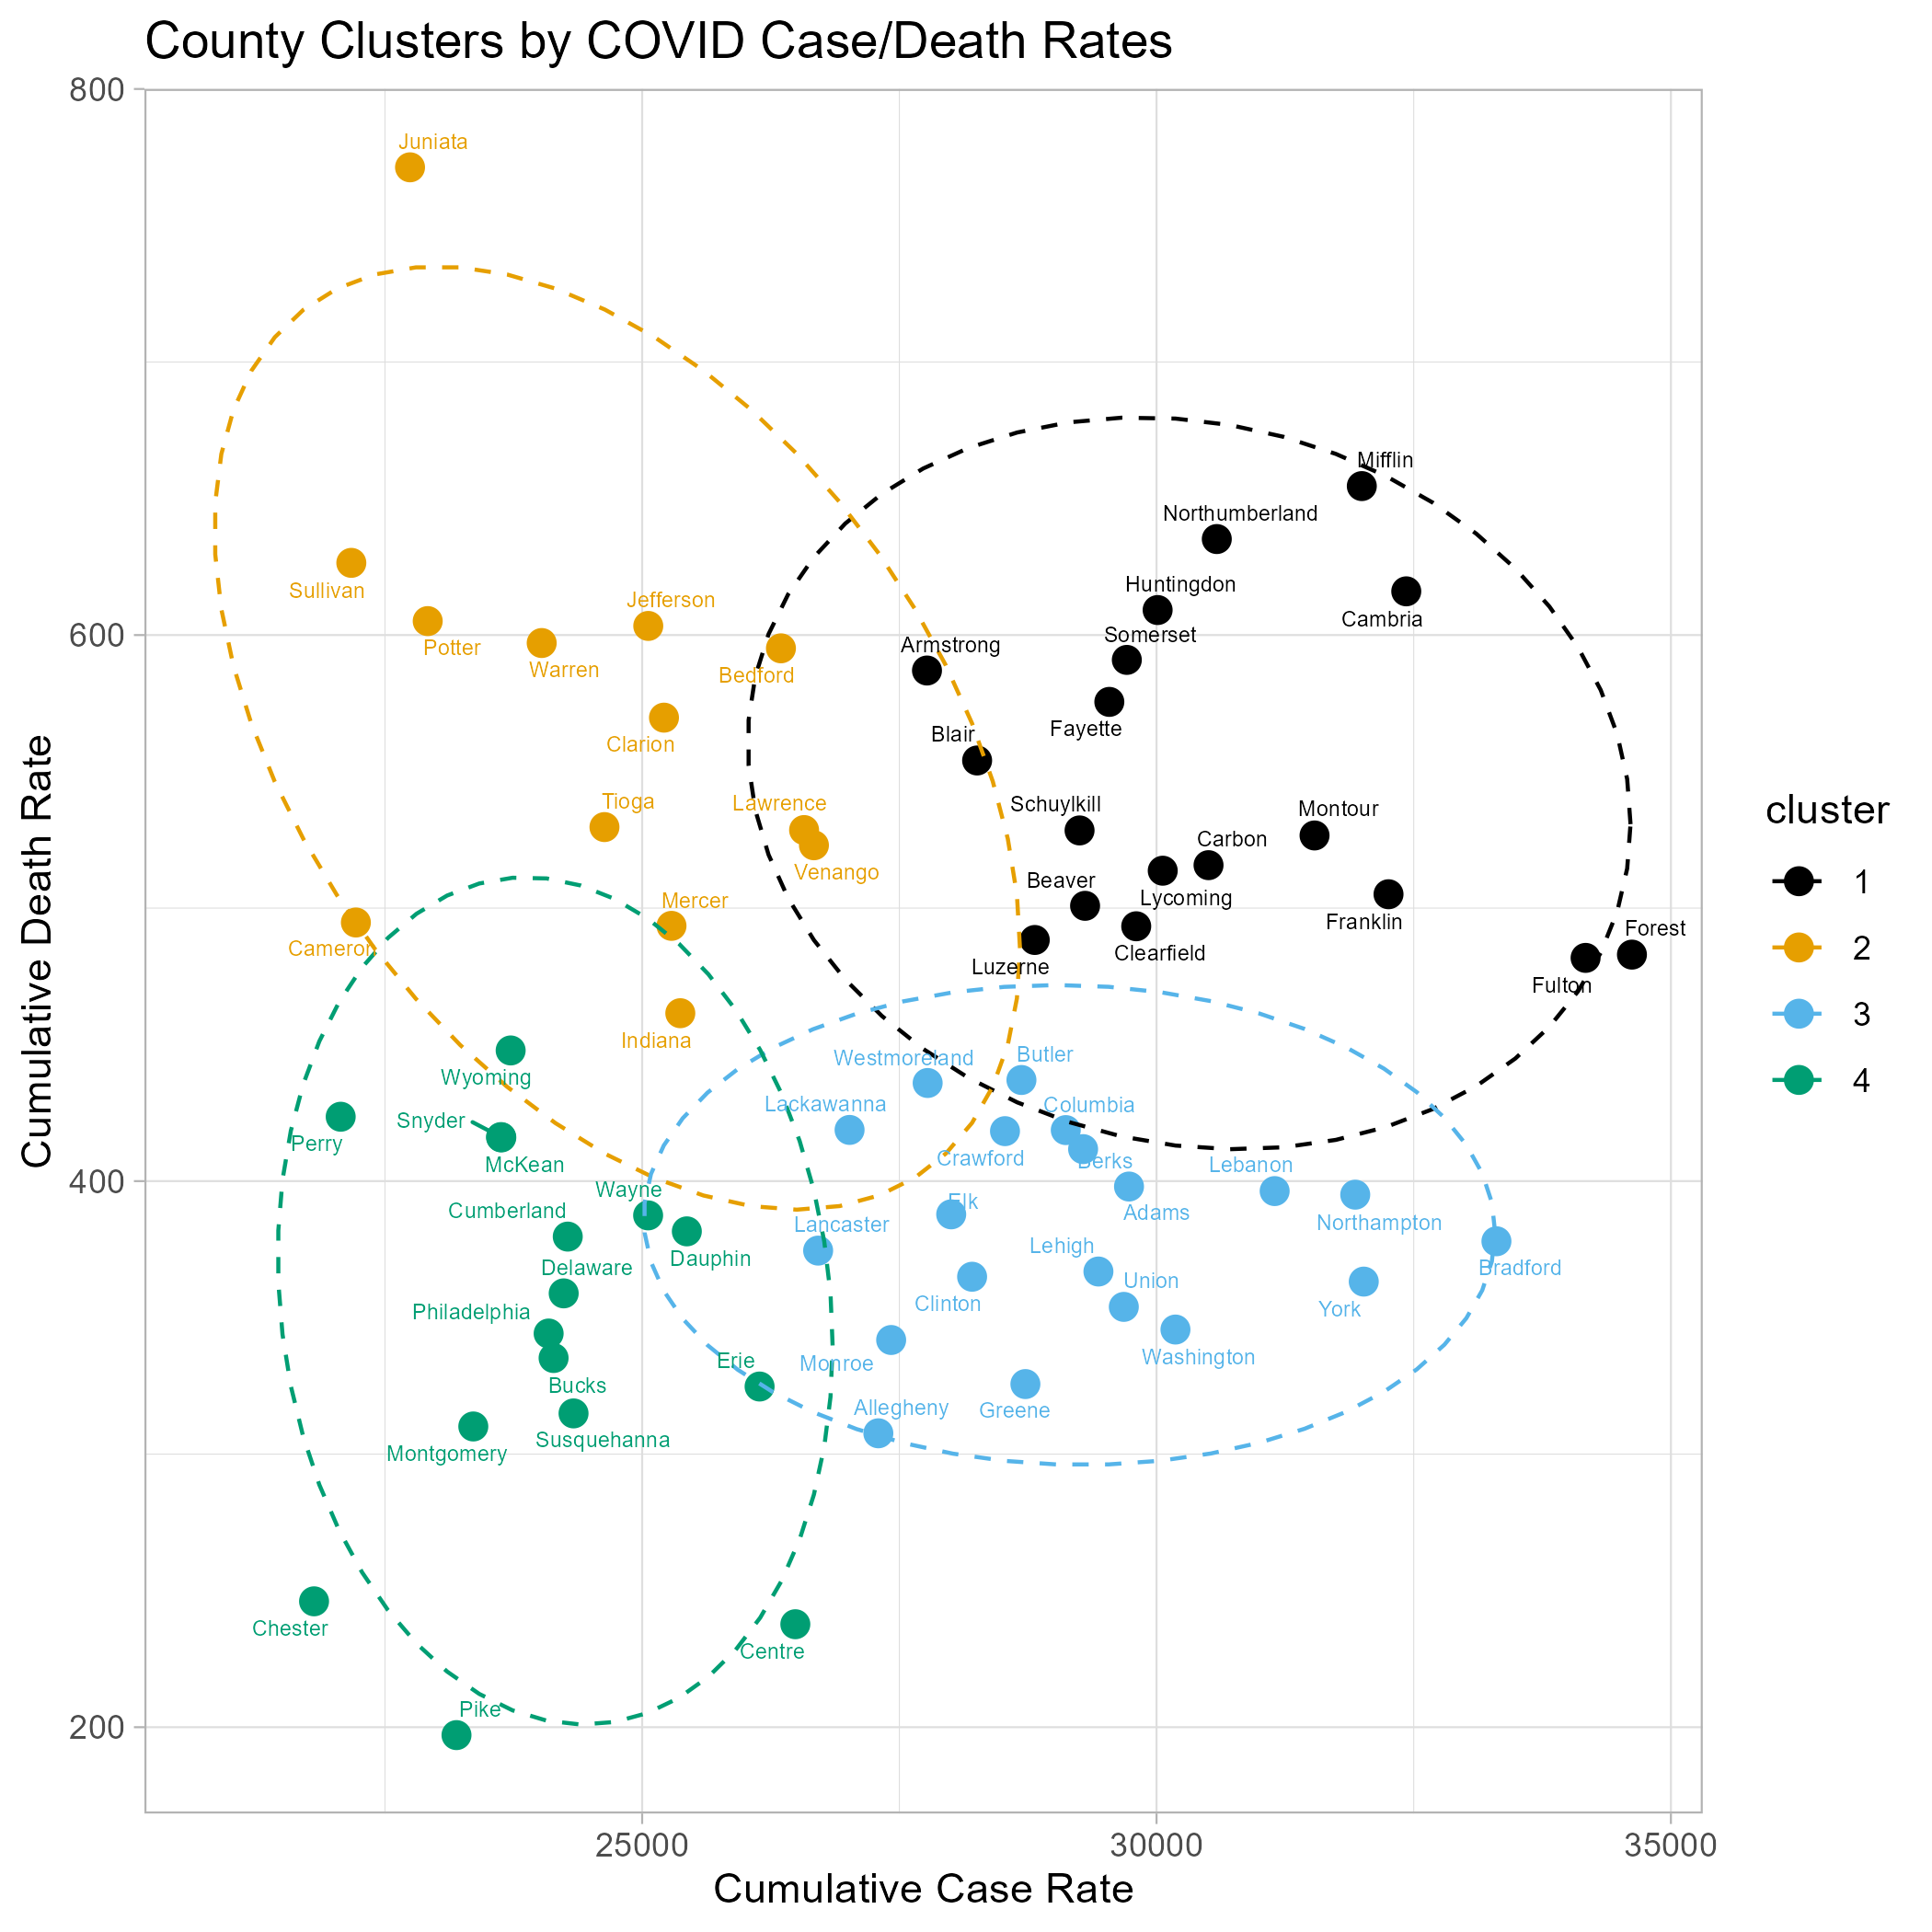 County Clusters by COVID Case/Death Rates
800
Juniata
Mifflin
Northumberland
Huntingdon
Sullivan
Jefferson
Cambria
600
Somerset
Armstrong
Potter
Warren
Bedford
Fayette
Blair
Clarion
Tioga
Lawrence
Schuylkill
Montour
Carbon
Venango
Beaver
Lycoming
Mercer
Franklin
Forest
Cameron
Clearfield
Luzerne
Fulton
Indiana
Butler
Westmoreland
Wyoming
Lackawanna
Columbia
Snyder
Perry
Crawford
Berks
McKean
Lebanon
400
Wayne
Elk
Cumberland
Adams
Northampton
Lancaster
Lehigh
Dauphin
Delaware
Bradford
Union
Clinton
Philadelphia
York
Washington
Erie
Monroe
Bucks
Allegheny
Greene
Susquehanna
Montgomery
Chester
Centre
Pike
200
25000
30000
35000
Cumulative Case Rate
Cumulative Death Rate
cluster
1
2
3
4